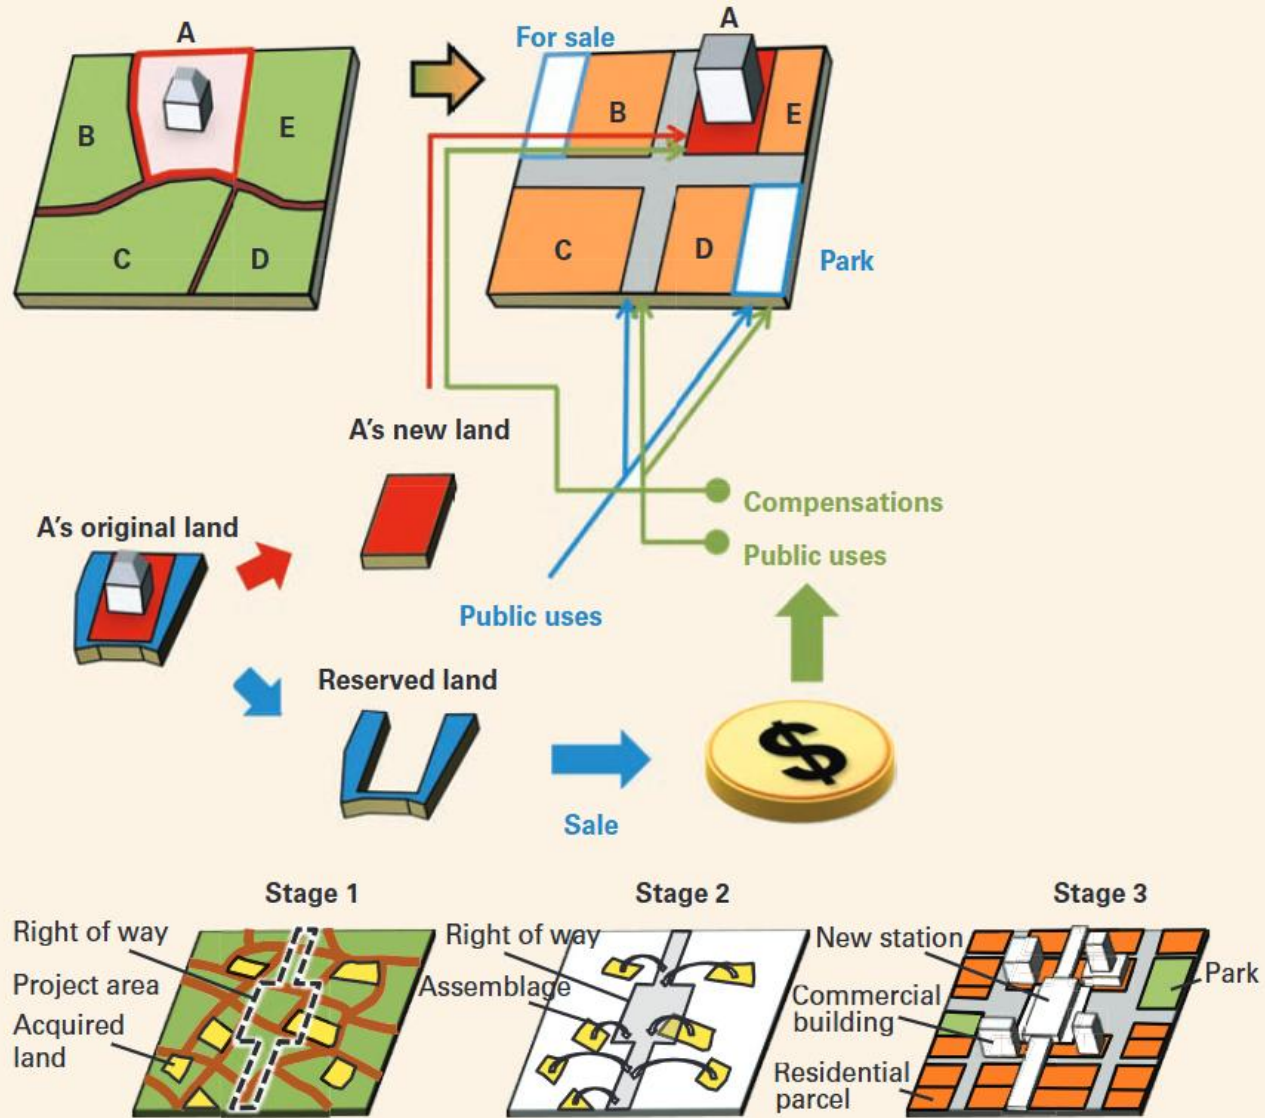 A
For sale
A
B
E
B
E
C
D
C
D
Park
A's new land
A's original land
Compensations
Public uses
Public uses
Reserved land
$
Sale
Stage 1
Stage 2
Stage 3
Right of way
Project area
Acquired
land
Right of way
Assemblage
New station
Commercial
building
Residential
parcel
Park